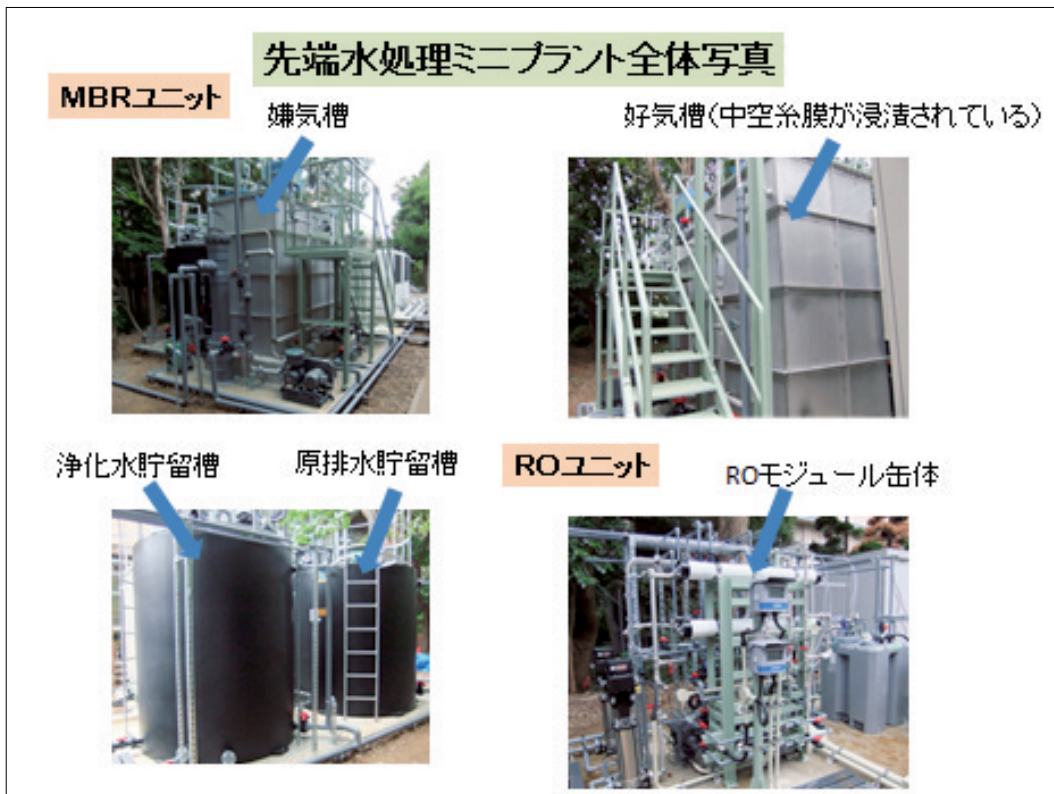 先端水処理ミニプラント全体写真
MBRユニット
嫌気槽
好気槽(中空糸膜が浸漬されている)
浄化水貯留槽
原排水貯留槽
ROユニット
ROモジュール缶体